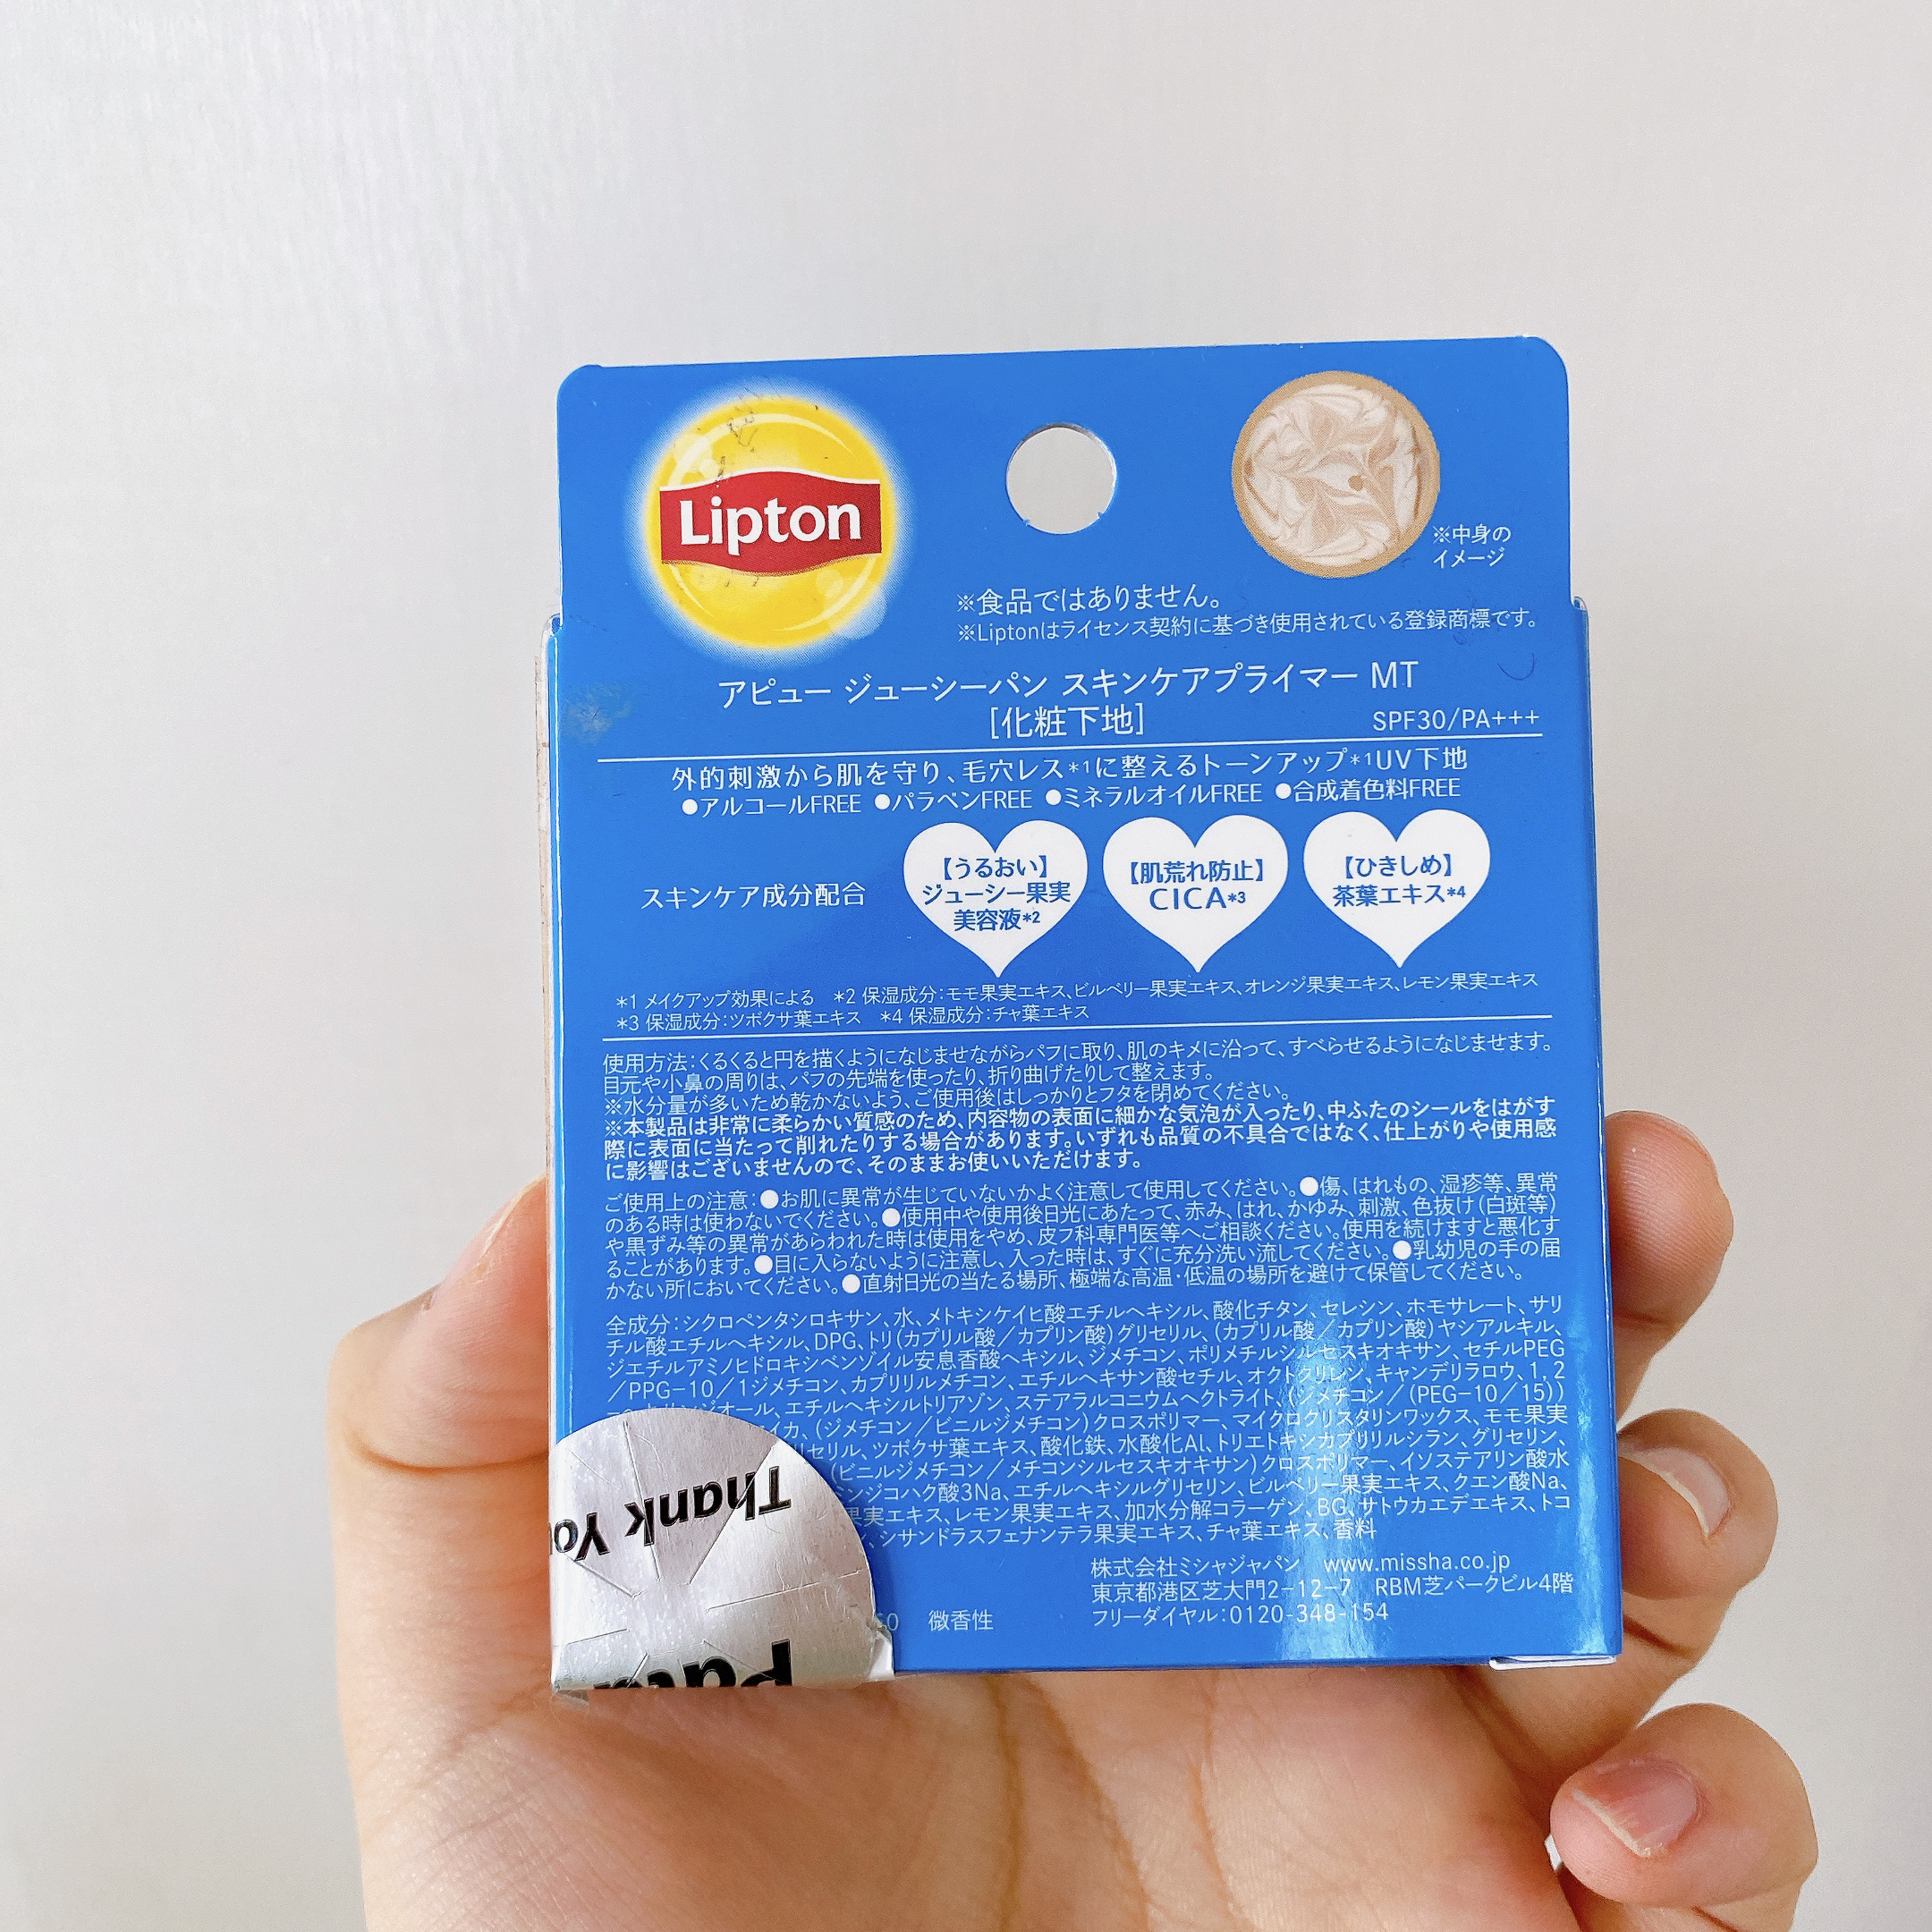 Lipton
※中身の
イメージ
※食品ではありません。
※Liptonはライセンス契約に基づき使用されている登録商標です。
アピュー ジューシーパン スキンケアプライマー MT
[化粧下地]
SPF30/PA+++
外的刺激から肌を守り、毛穴レス*1に整えるトーンアップ*1UV下地
●アルコールFREE ●パラベンFREE ●ミネラルオイルFREE ●合成着色料FREE
スキンケア成分配合
【うるおい】
ジューシー果実
美容液*2
【肌荒れ防止】
CICA*3
【ひきしめ】
茶葉エキス*4
*1 メイクアップ効果による *2 保湿成分：モモ果実エキス、ビルベリー果実エキス、オレンジ果実エキス、レモン果実エキス
*3 保湿成分：ツボクサ葉エキス *4 保湿成分：チャ葉エキス
使用方法：くるくると円を描くようになじませながらパフに取り、肌のキメに沿って、すべらせるようになじませます。
目元や小鼻の周りは、パフの先端を使ったり、折り曲げたりして整えます。
※水分量が多いため乾かないよう、ご使用後はしっかりとフタを閉めてください。
※本製品は非常に柔らかい質感のため、内容物の表面に細かな気泡が入ったり、中ふたのシールをはがす
際に表面に当たって削れたりする場合があります。いずれも品質の不具合ではなく、仕上がりや使用感
に影響はございませんので、そのままお使いいただけます。
ご使用上の注意：●お肌に異常が生じていないかよく注意して使用してください。●傷、はれもの、湿疹等、異常
のある時は使わないでください。●使用中や使用後日光にあたって、赤み、はれ、かゆみ、刺激、色抜け(白斑等)
や黒ずみ等の異常があらわれた時は使用をやめ、皮フ科専門医等へご相談ください。使用を続けますと悪化す
ることがあります。●目に入らないように注意し、入った時は、すぐに充分洗い流してください。●乳幼児の手の届
かない所においてください。●直射日光の当たる場所、極端な高温・低温の場所を避けて保管してください。
全成分：シクロペンタシロキサン、水、メトキシケイヒ酸エチルヘキシル、酸化チタン、セレシン、ホモサレート、サリ
チル酸エチルヘキシル、DPG、トリ(カプリル酸／カプリン酸)グリセリル、(カプリル酸／カプリン酸)ヤシアルキル、
ジエチルアミノヒドロキシベンゾイル安息香酸ヘキシル、ジメチコン、ポリメチルシルセスキオキサン、セチルPEG
／PPG-10／1ジメチコン、カプリリルメチコン、エチルヘキサン酸セチル、オクトクリレン、キャンデリラロウ、1,2
ジオール、エチルヘキシルトリアゾン、ステアラルコニウムヘクトライト、(ジメチコン／(PEG-10／15))
イカ、(ジメチコン／ビニルジメチコン)クロスポリマー、マイクロクリスタリンワックス、モモ果実
リセリル、ツボクサ葉エキス、酸化鉄、水酸化Al、トリエトキシカプリリルシラン、グリセリン、
(ビニルジメチコン／メチコンシルセスキオキサン)クロスポリマー、イソステアリン酸水
ンジコハク酸3Na、エチルヘキシルグリセリン、ビルベリー果実エキス、クエン酸Na、
果実エキス、レモン果実エキス、加水分解コラーゲン、BG、サトウカエデエキス、トコ
、シサンドラスフェナンテラ果実エキス、チャ葉エキス、香料
株式会社ミシャジャパン www.missha.co.jp
東京都港区芝大門2-12-7 RBM芝パークビル4階
フリーダイヤル：0120-348-154
微香性
Thank Yo